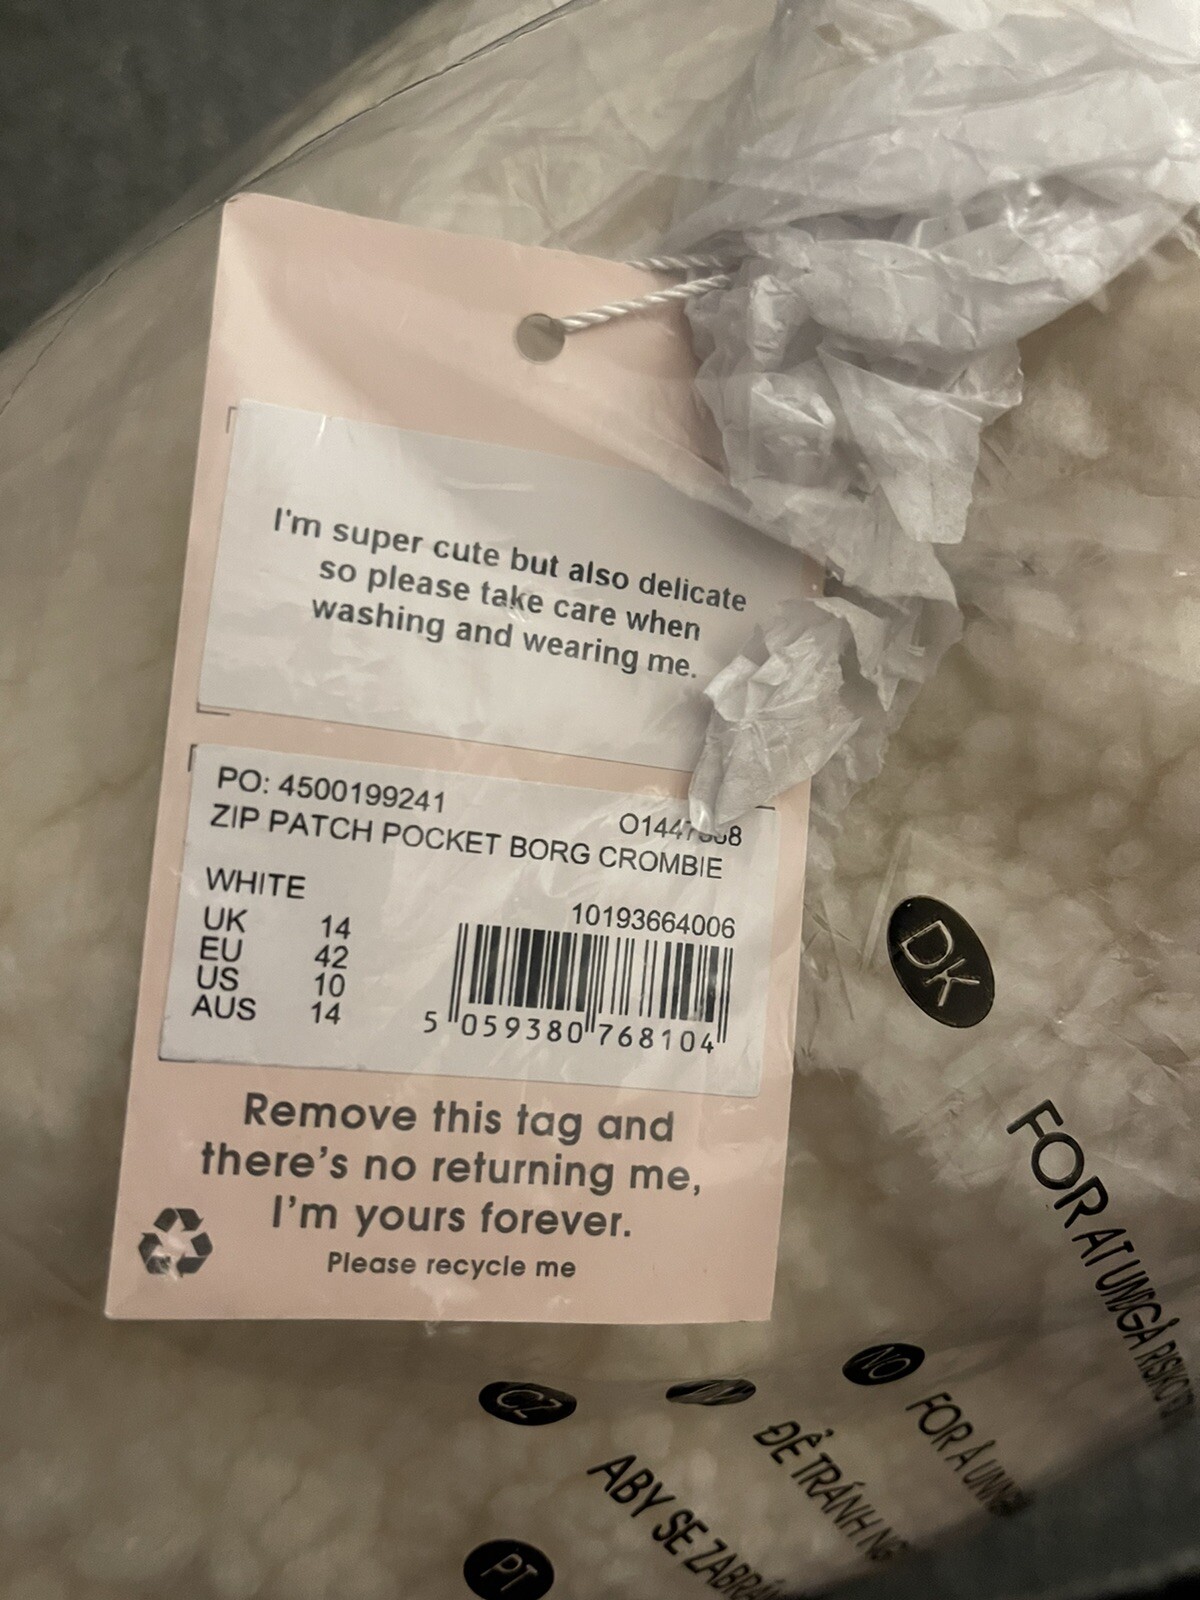 I'm super cute but also delicate
so please take care when
washing and wearing me.
PO: 4500199241
ZIP PATCH POCKET BORG CROMBIE
WHITE
10193664006
UK 14
EU 42
US 10
AUS 14
5 059380 768104
Remove this tag and
there's no returning me,
I'm yours forever.
Please recycle me
DK
FOR AT UNDGÅ
NO
FOR Å
ĐỂ TRÁNH
CZ
ABY SE
PT